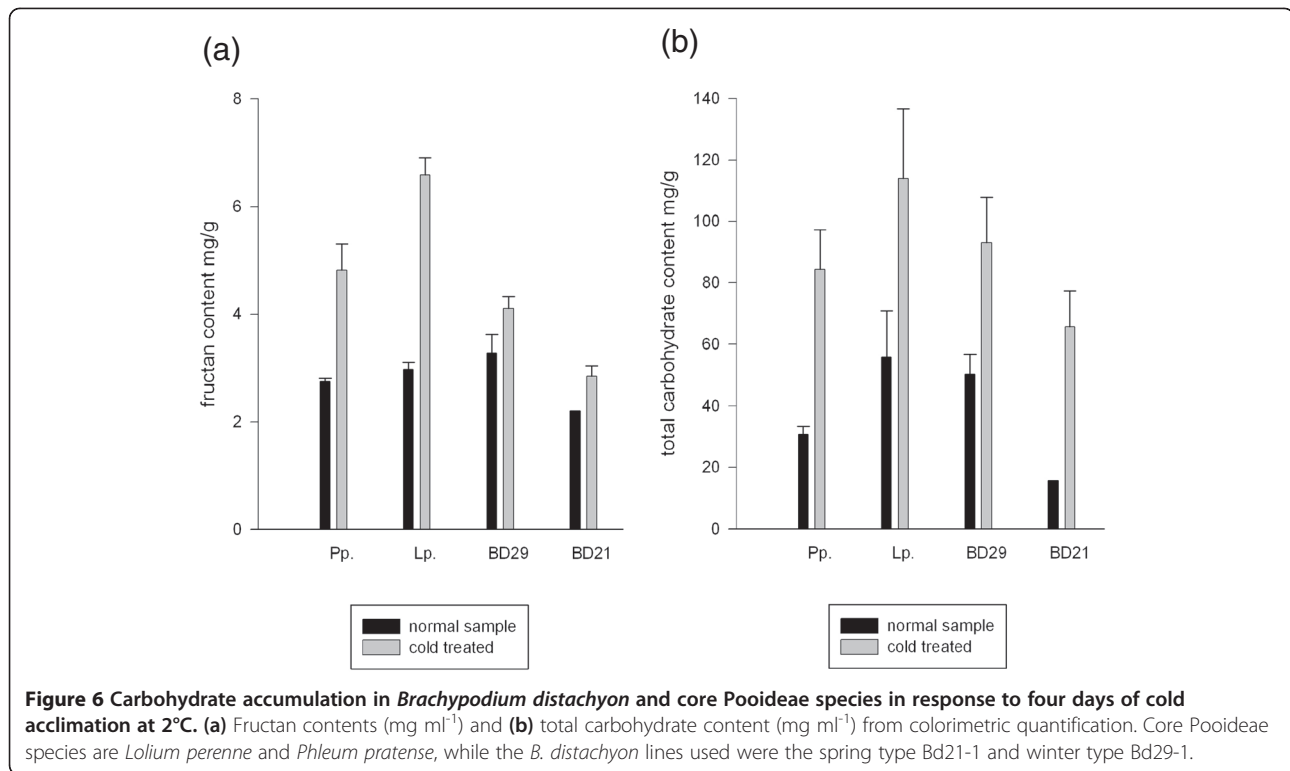 (a)
(b)
8
6
4
2
0
fructan content mg/g
Pp.
Lp.
BD29
BD21
normal sample
cold treated
140
120
100
80
60
40
20
0
total carbohydrate content mg/g
Pp.
Lp.
BD29
BD21
normal sample
cold treated
Figure 6 Carbohydrate accumulation in Brachypodium distachyon and core Pooideae species in response to four days of cold
acclimation at 2°C. (a) Fructan contents (mg ml⁻¹) and (b) total carbohydrate content (mg ml⁻¹) from colorimetric quantification. Core Pooideae
species are Lolium perenne and Phleum pratense, while the B. distachyon lines used were the spring type Bd21-1 and winter type Bd29-1.